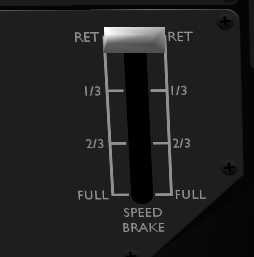 RET RET
1/3 1/3
2/3 2/3
FULL FULL
SPEED
BRAKE